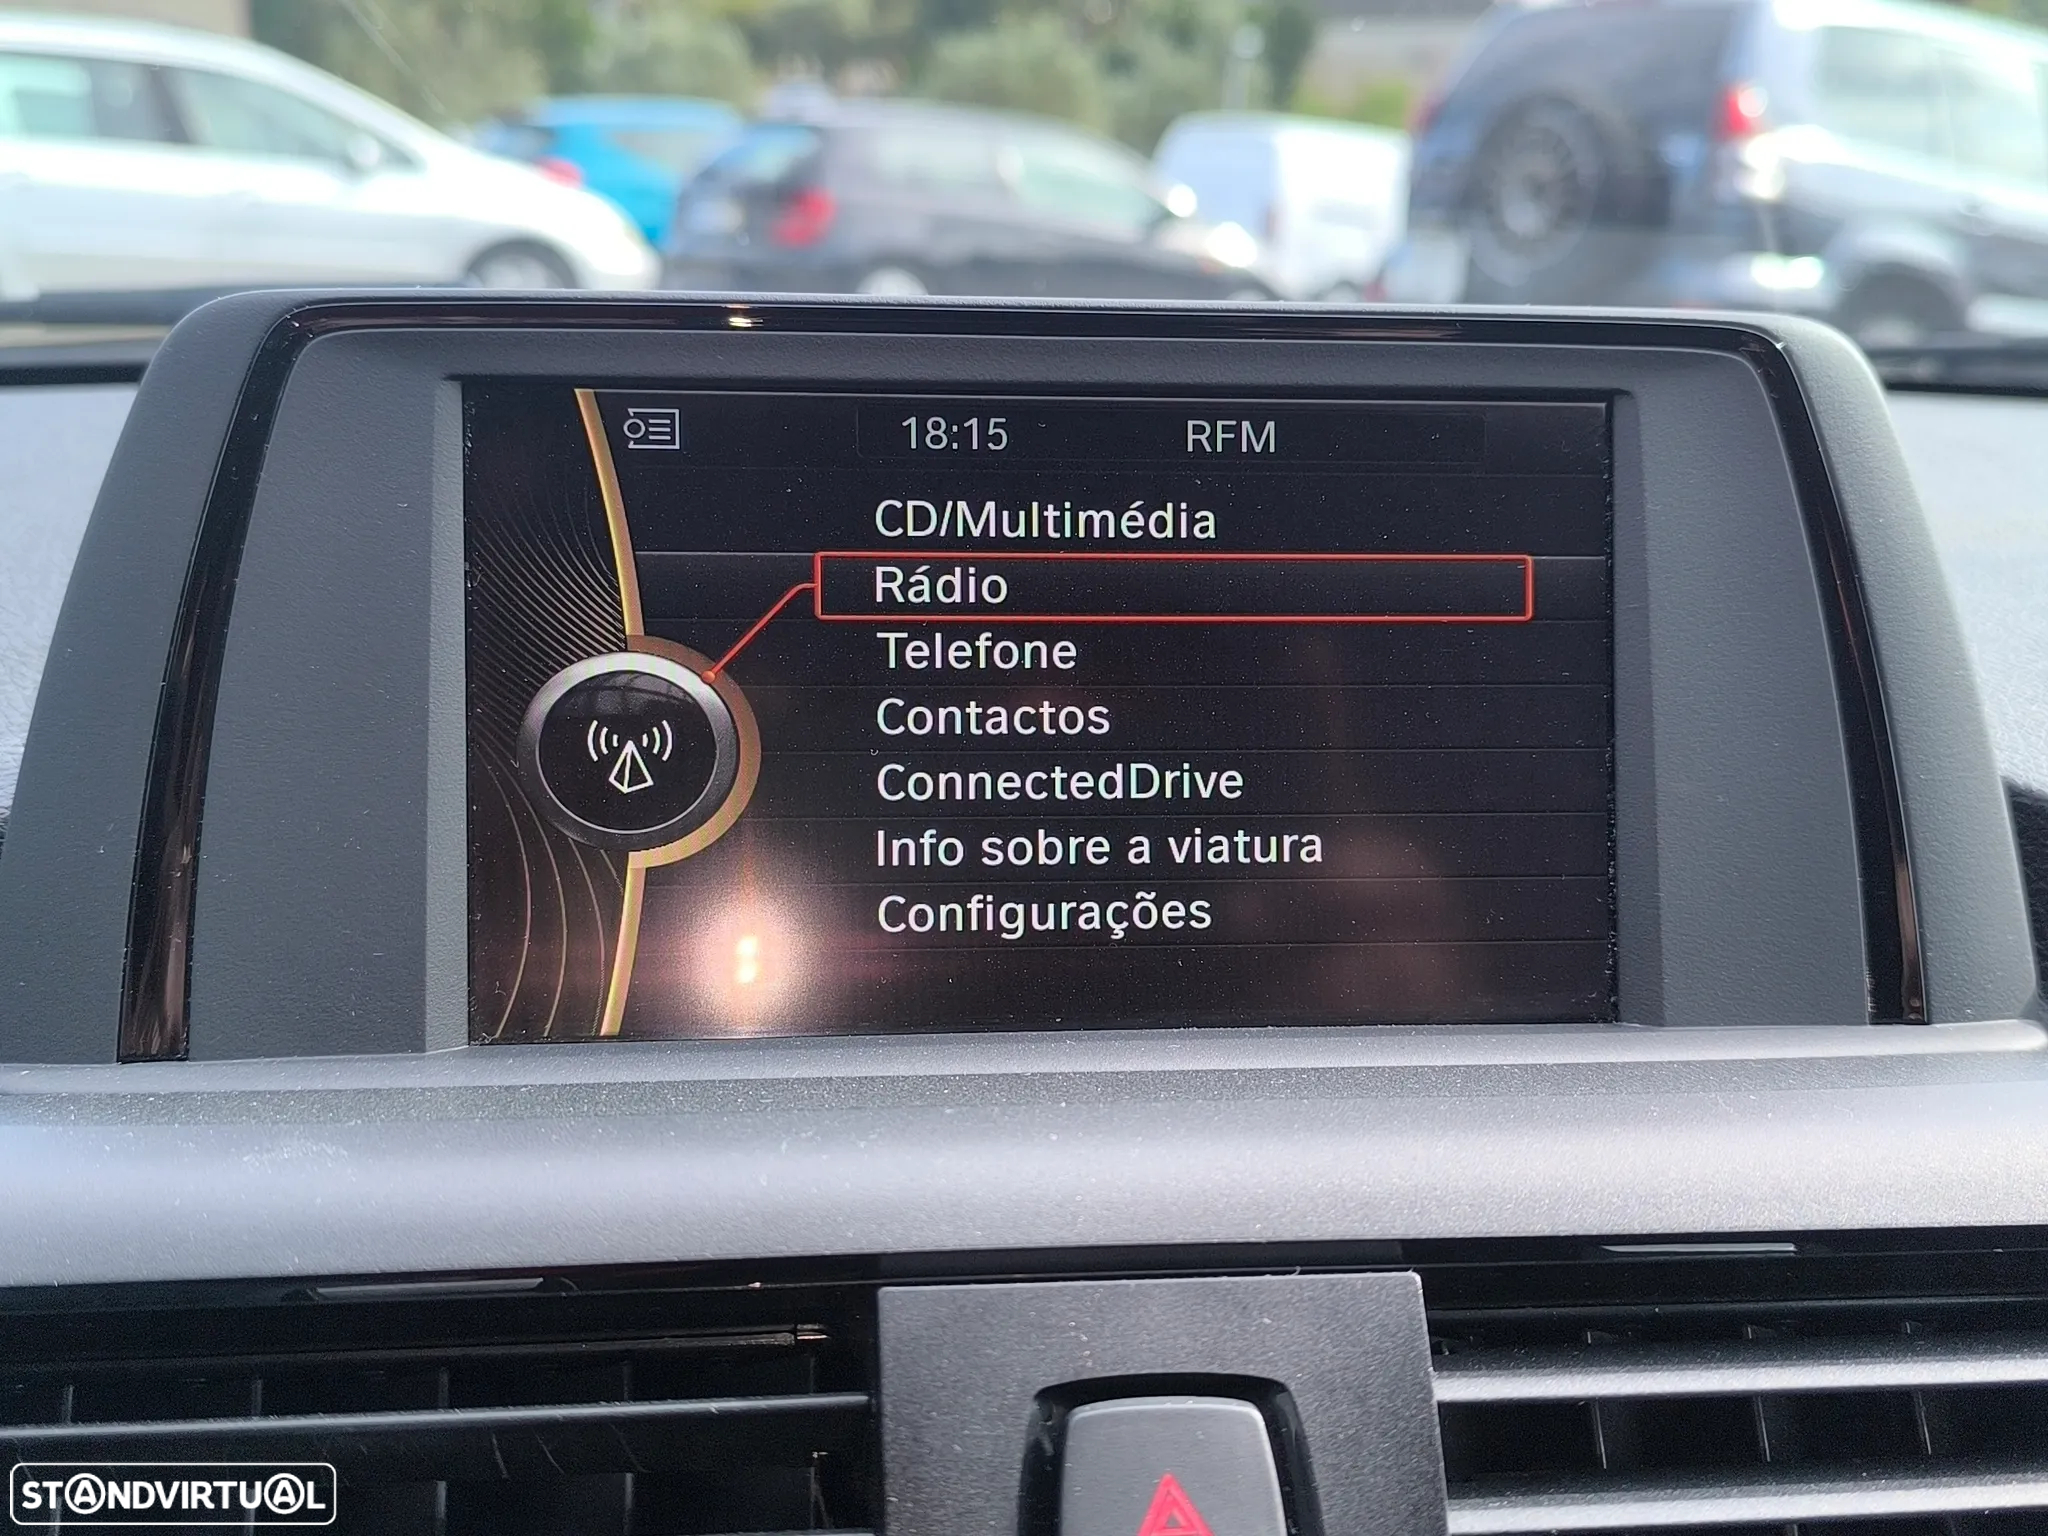 18:15 RFM
CD/Multimédia
Rádio
Telefone
Contactos
ConnectedDrive
Info sobre a viatura
Configurações
STANDVIRTUAL